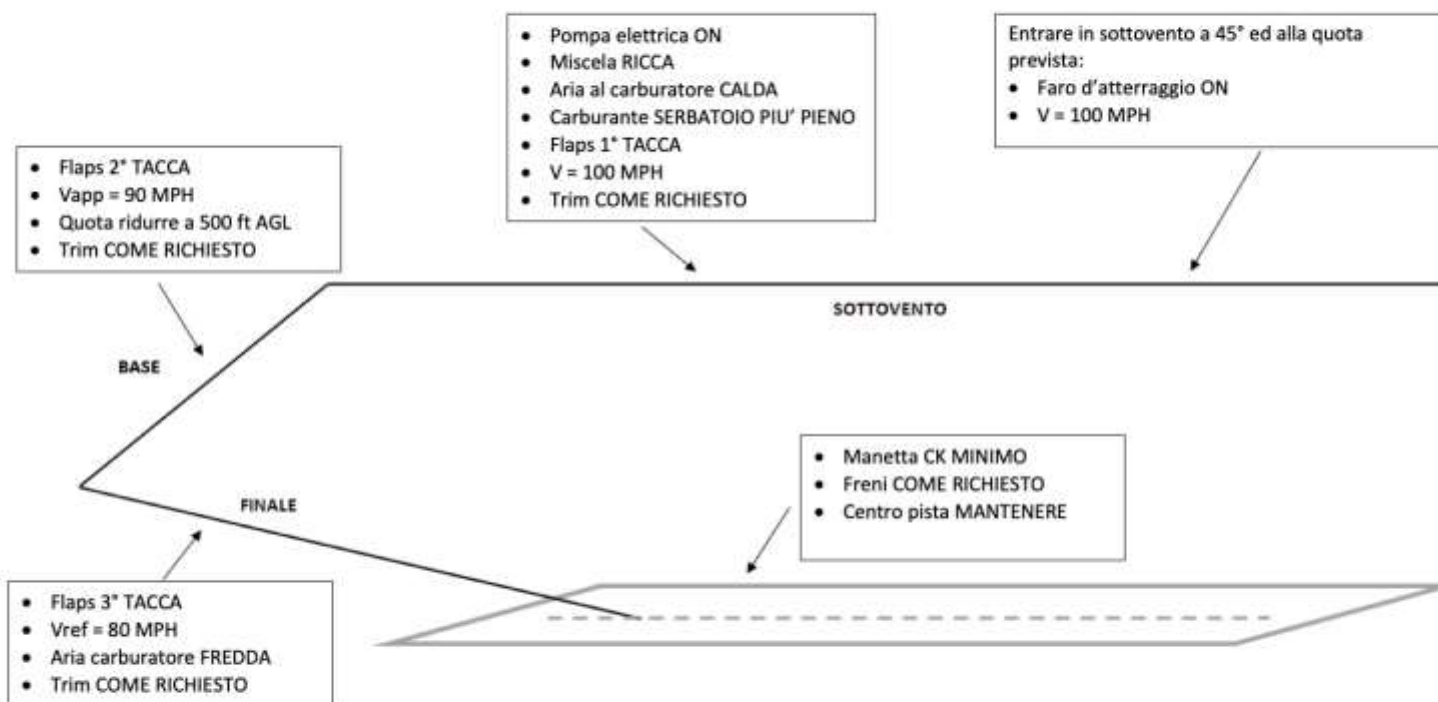 • Pompa elettrica ON
• Miscela RICCA
• Aria al carburatore CALDA
• Carburante SERBATOIO PIU' PIENO
• Flaps 1° TACCA
• V = 100 MPH
• Trim COME RICHIESTO
Entrare in sottovento a 45° ed alla quota
prevista:
• Faro d'atterraggio ON
• V = 100 MPH
• Flaps 2° TACCA
• Vapp = 90 MPH
• Quota ridurre a 500 ft AGL
• Trim COME RICHIESTO
SOTTOVENTO
BASE
• Manetta CK MINIMO
• Freni COME RICHIESTO
• Centro pista MANTENERE
FINALE
• Flaps 3° TACCA
• Vref = 80 MPH
• Aria carburatore FREDDA
• Trim COME RICHIESTO